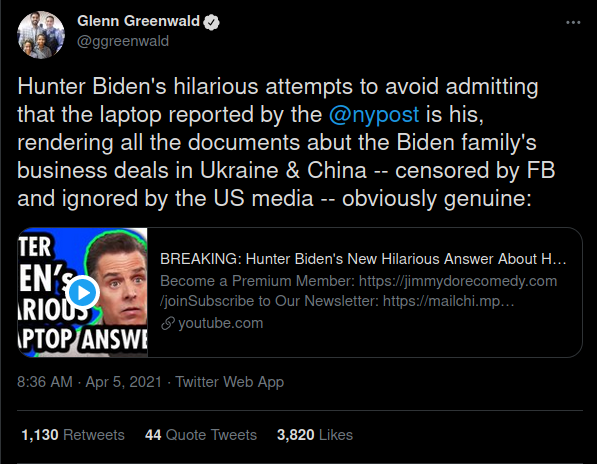 Glenn Greenwald
@ggreenwald
Hunter Biden's hilarious attempts to avoid admitting
that the laptop reported by the @nypost is his,
rendering all the documents abut the Biden family's
business deals in Ukraine & China -- censored by FB
and ignored by the US media -- obviously genuine:
TER
EN's
RIOUS
PTOP ANSWE
BREAKING: Hunter Biden's New Hilarious Answer About H...
Become a Premium Member: https://jimmydorecomedy.com
/joinSubscribe to Our Newsletter: https://mailchi.mp...
youtube.com
8:36 AM · Apr 5, 2021 · Twitter Web App
1,130 Retweets 44 Quote Tweets 3,820 Likes